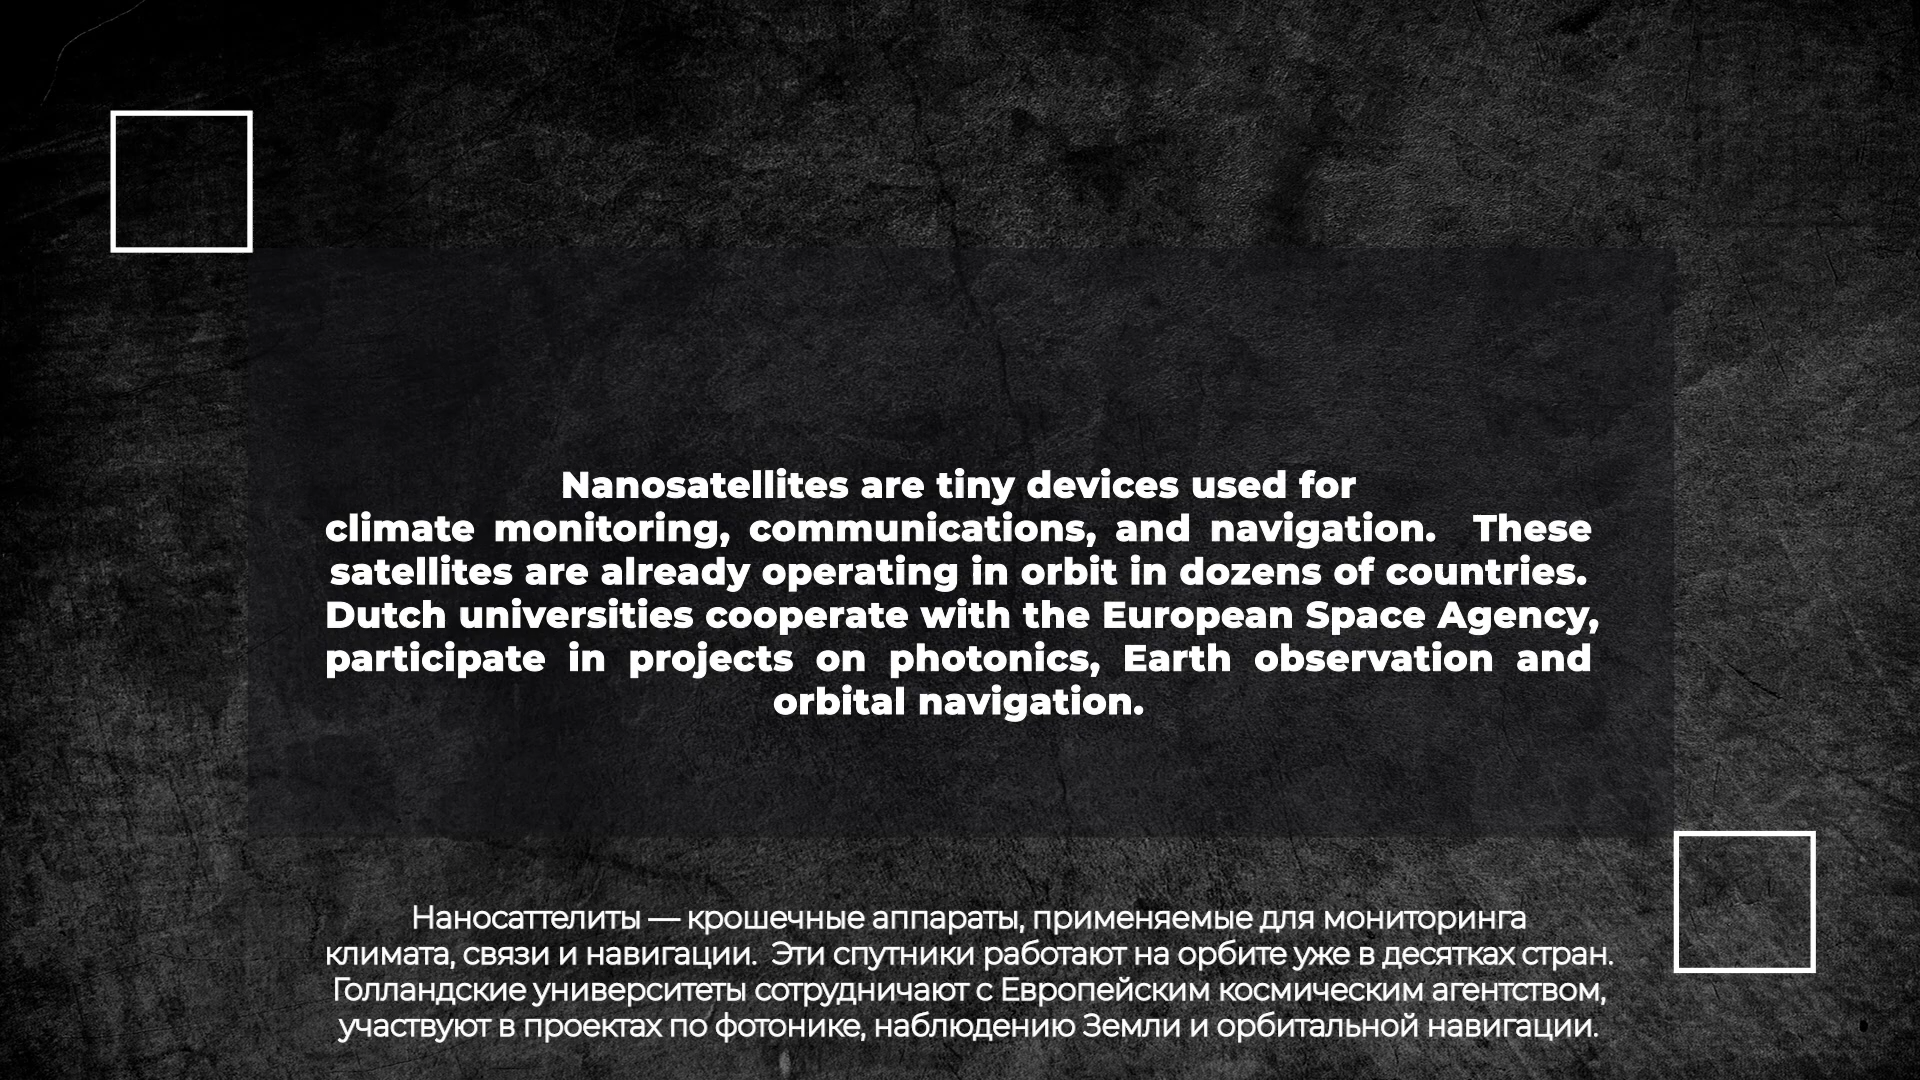 Nanosatellites are tiny devices used for
climate monitoring, communications, and navigation. These
satellites are already operating in orbit in dozens of countries.
Dutch universities cooperate with the European Space Agency,
participate in projects on photonics, Earth observation and
orbital navigation.
Наносаттелиты — крошечные аппараты, применяемые для мониторинга
климата, связи и навигации. Эти спутники работают на орбите уже в десятках стран.
Голландские университеты сотрудничают с Европейским космическим агентством,
участвуют в проектах по фотонике, наблюдению Земли и орбитальной навигации.